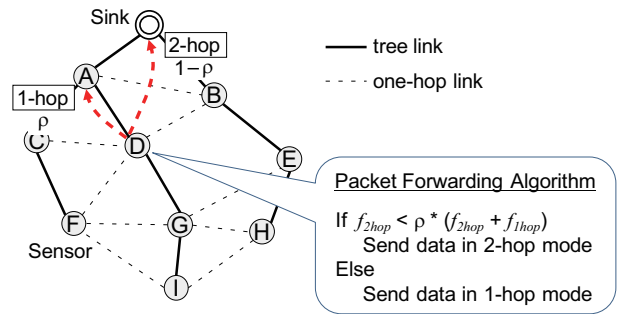 Sink
2-hop
1−ρ
tree link
one-hop link
A
B
1-hop
ρ
C
D
E
Packet Forwarding Algorithm
If f2hop < ρ * (f2hop + f1hop)
Send data in 2-hop mode
Else
Send data in 1-hop mode
F
G
H
Sensor
I